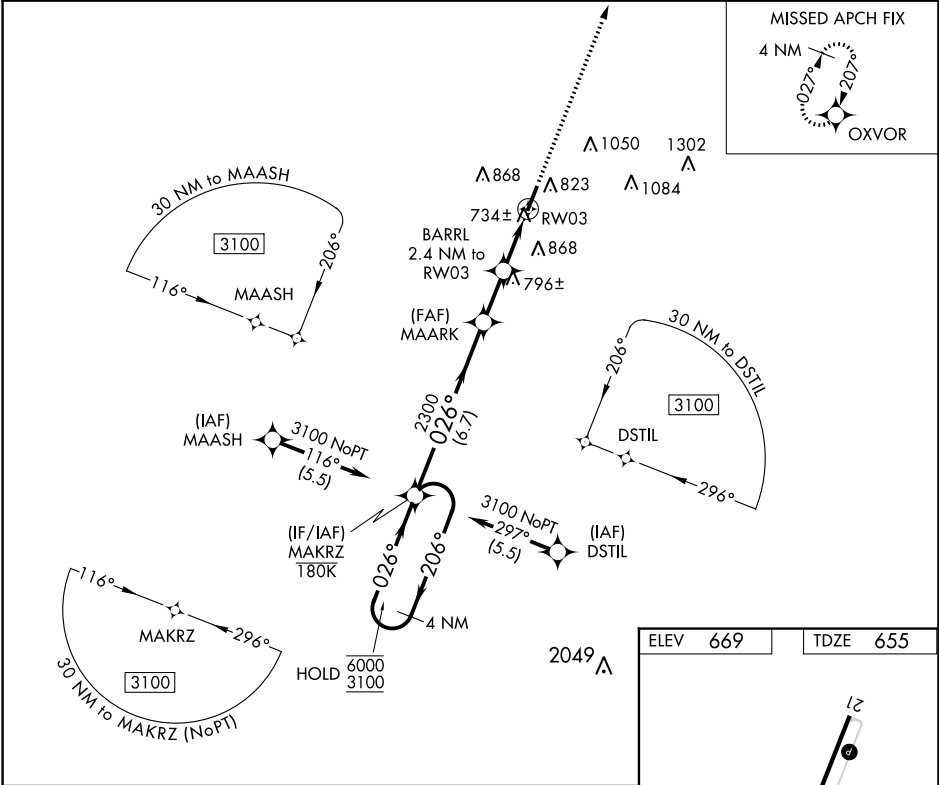 MISSED APCH FIX
4 NM
027°
207°
OXVOR
1050
1302
868
823
1084
734±
RW03
BARRL
2.4 NM to
RW03
868
796±
(FAF)
MAARK
30 NM to MAASH
3100
206°
116°
MAASH
30 NM to DSTIL
206°
3100
DSTIL
296°
(IAF)
MAASH
3100 NoPT
116°
(5.5)
2300
026°
(6.7)
(IF/IAF)
MAKRZ
180K
3100 NoPT
297°
(5.5)
(IAF)
DSTIL
026°
206°
4 NM
HOLD
6000
3100
116°
MAKRZ
296°
3100
30 NM to MAKRZ (NoPT)
2049
ELEV 669
TDZE 655
21
P